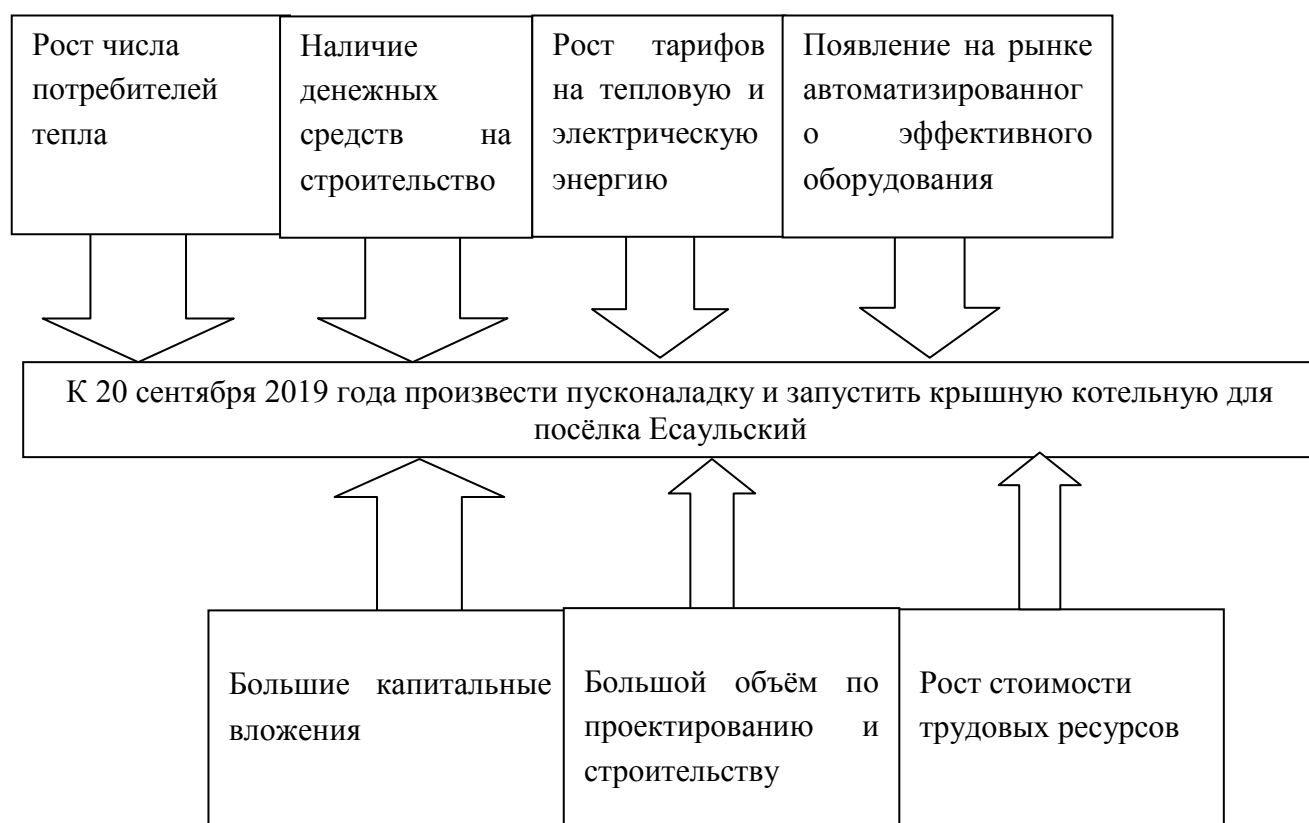 Рост числа
потребителей
тепла
Наличие
денежных
средств на
строительство
Рост тарифов
на тепловую и
электрическую
энергию
Появление на рынке
автоматизированног
о эффективного
оборудования
К 20 сентября 2019 года произвести пусконаладку и запустить крышную котельную для
посёлка Есаульский
Большие капитальные
вложения
Большой объём по
проектированию и
строительству
Рост стоимости
трудовых ресурсов